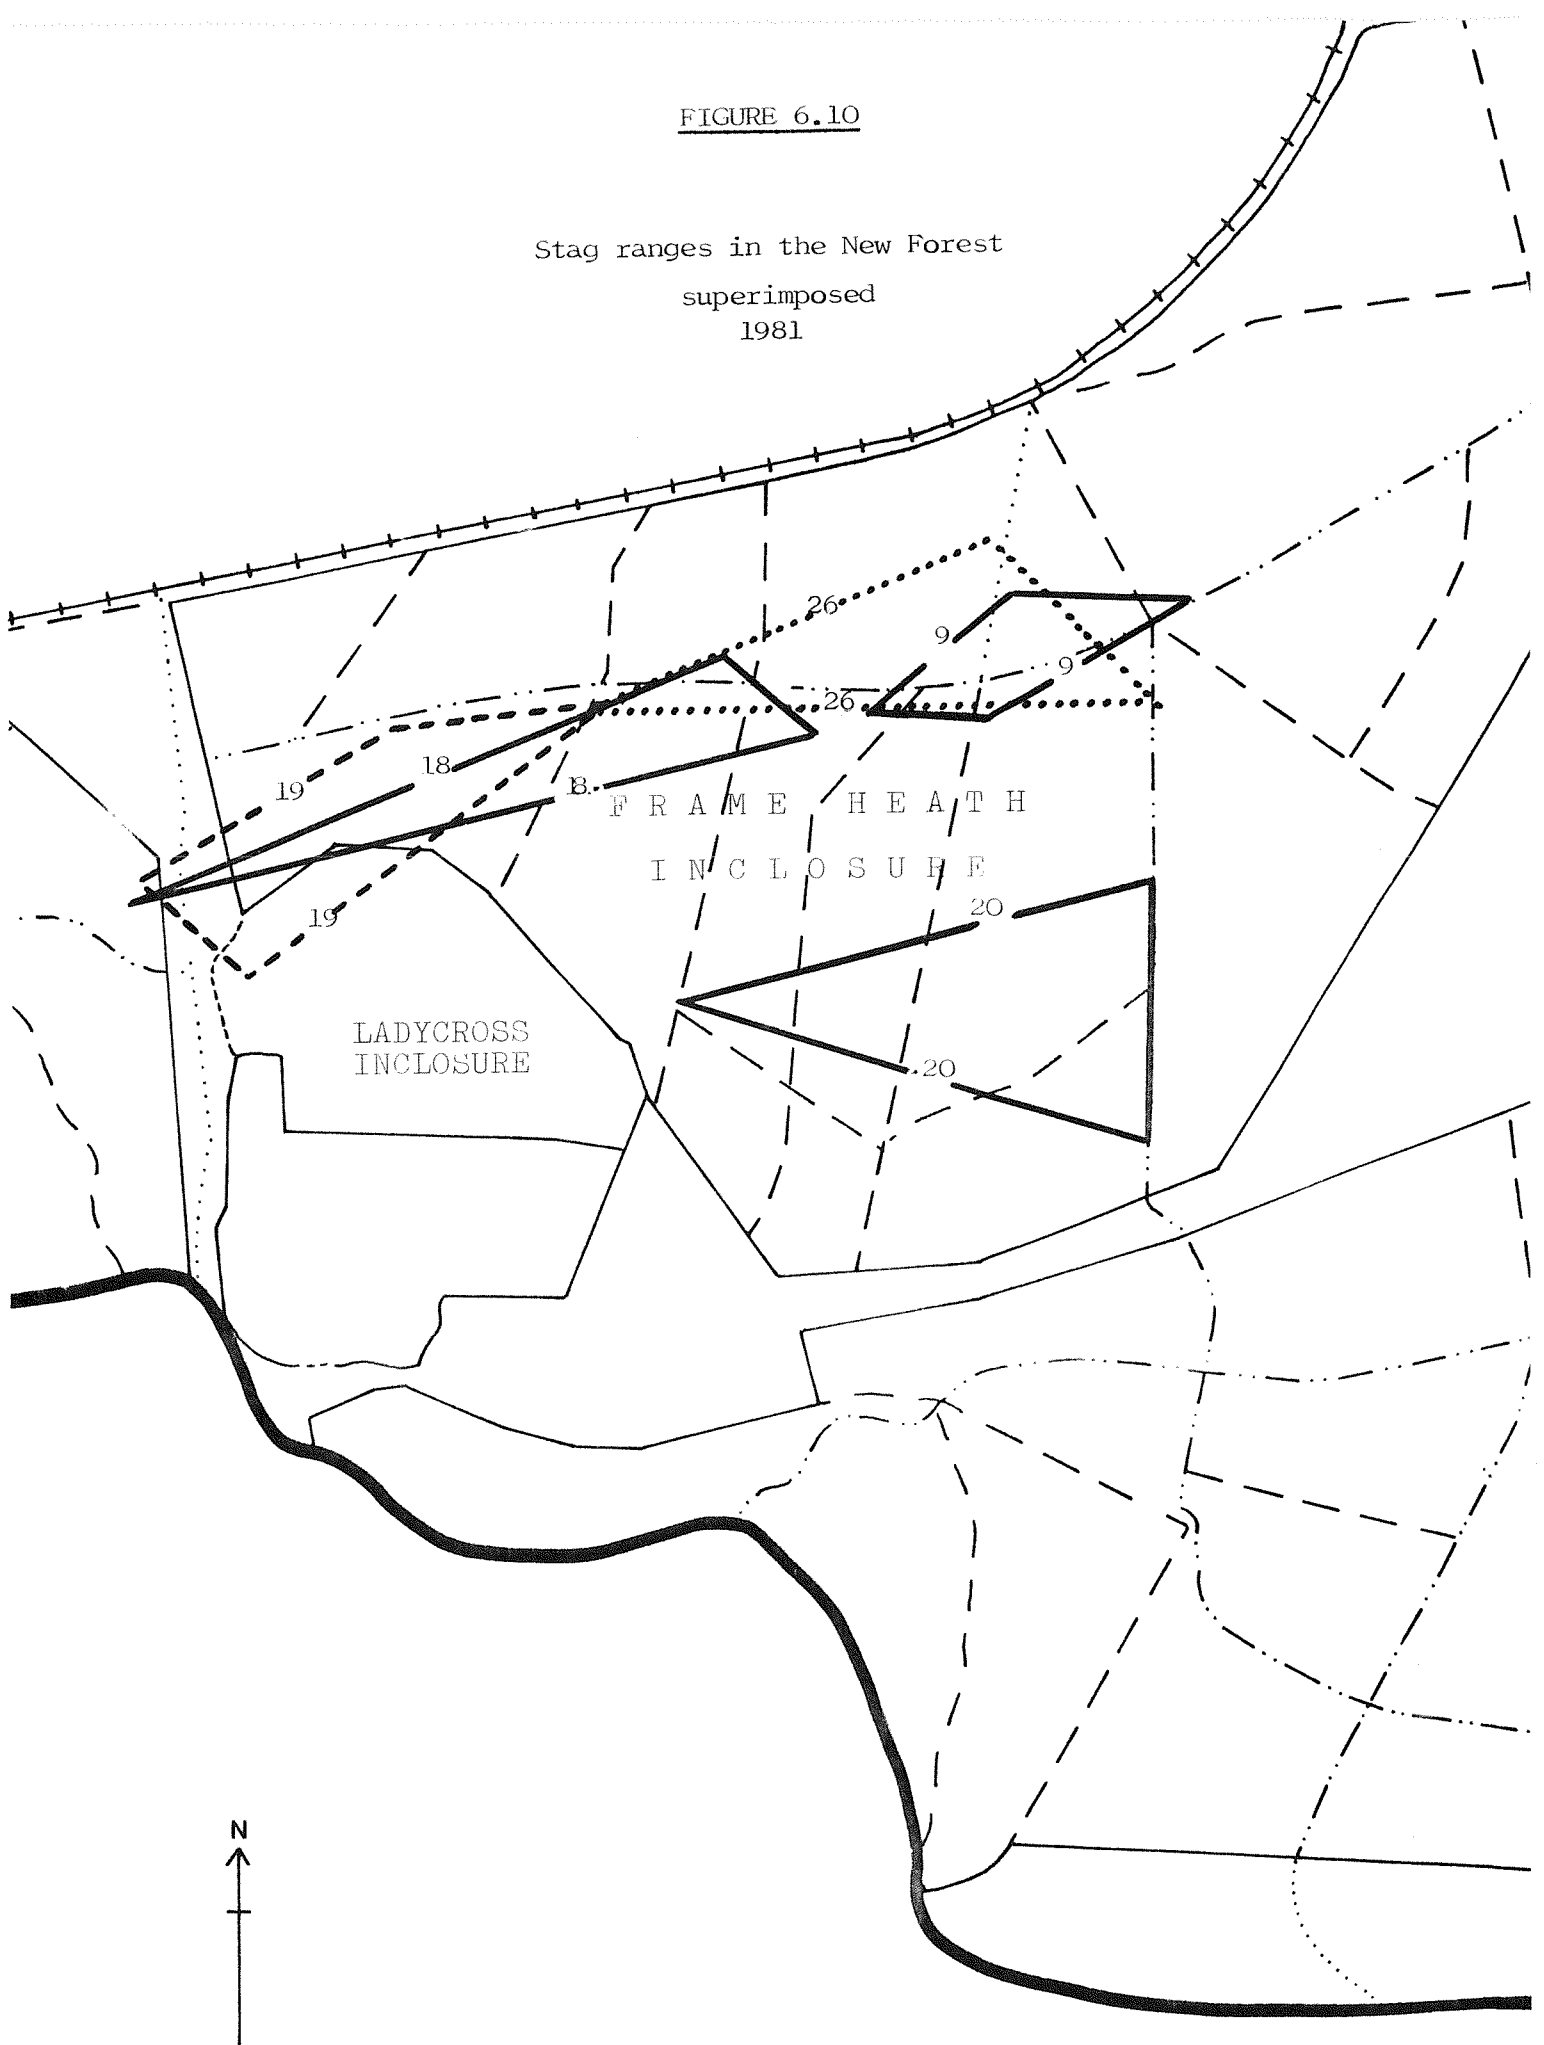 FIGURE 6.10
Stag ranges in the New Forest
superimposed
1981
26
9
9
26
18
19
18.
FRAME HEATH
INCLOSURE
20
19
LADYCROSS
INCLOSURE
.20
N